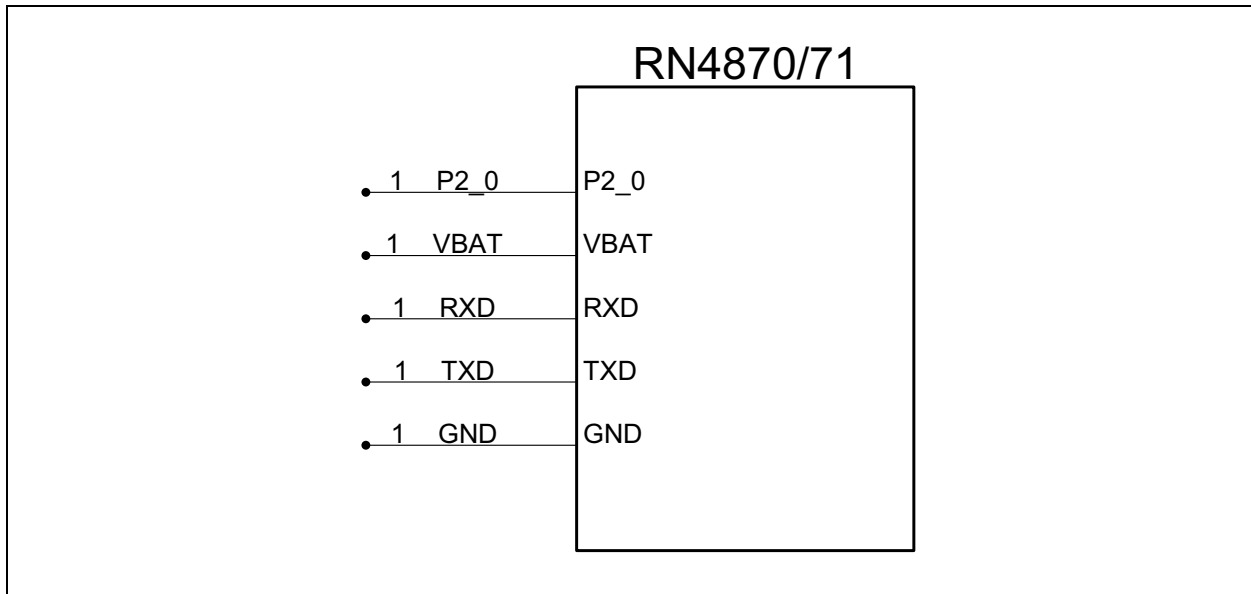 RN4870/71
1 P2_0 P2_0
1 VBAT VBAT
1 RXD RXD
1 TXD TXD
1 GND GND